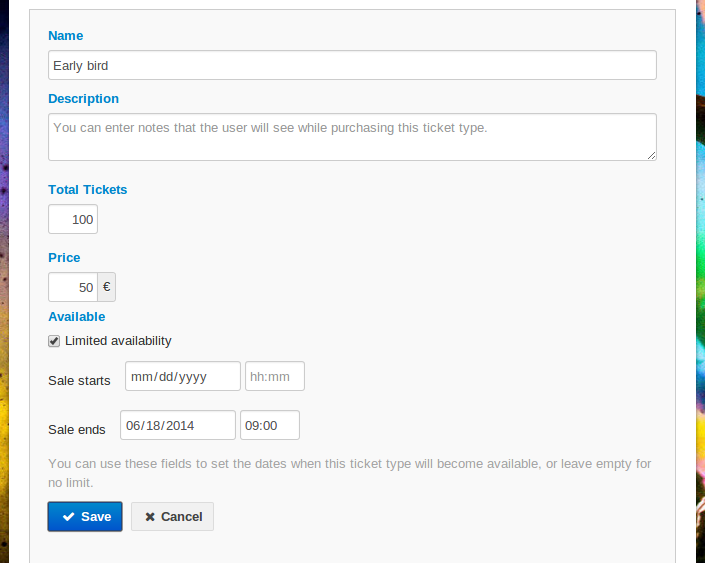 Name
Early bird
Description
You can enter notes that the user will see while purchasing this ticket type.
Total Tickets
100
Price
50 €
Available
Limited availability
Sale starts mm/dd/yyyy hh:mm
Sale ends 06/18/2014 09:00
You can use these fields to set the dates when this ticket type will become available, or leave empty for
no limit.
Save Cancel